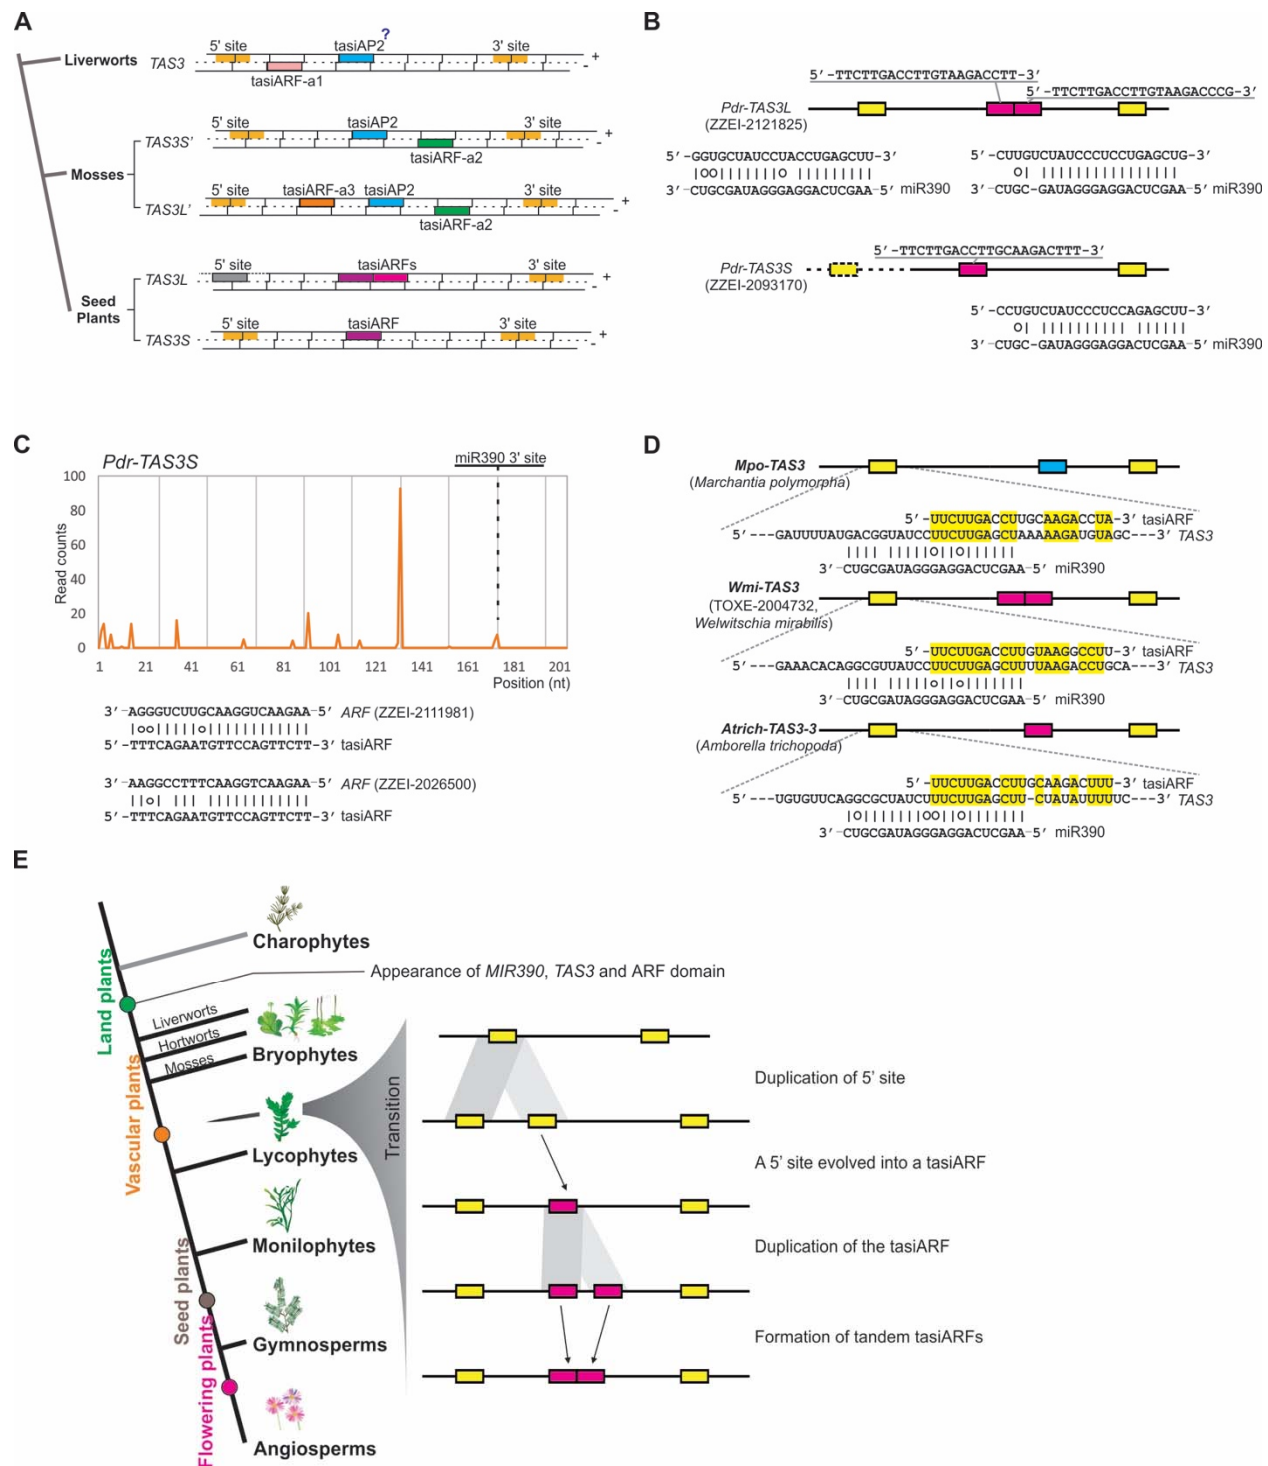 A
Liverworts
TAS3
5' site
tasiAP2
?
3' site
+
-
tasiARF-a1
Mosses
TAS3S'
5' site
tasiAP2
3' site
+
-
tasiARF-a2
TAS3L'
5' site
tasiARF-a3
tasiAP2
3' site
+
-
tasiARF-a2
Seed
Plants
TAS3L
5' site
tasiARFs
3' site
+
-
TAS3S
5' site
tasiARF
3' site
+
-
B
5'-TTCTTGACCTTGTAAGACCTT-3'
5'-TTCTTGACCTTGTAAGACCCG-3'
Pdr-TAS3L
(ZZEI-2121825)
5'-GGUGCUAUCCUACCUGAGCUU-3'
3'-CUGCGAUAGGGAGGACUCGAA-5' miR390
5'-CUUGUCUAUCCCUCCUGAGCUG-3'
3'-CUGC-GAUAGGGAGGACUCGAA-5' miR390
5'-TTCTTGACCTTGCAAGACTTT-3'
Pdr-TAS3S
(ZZEI-2093170)
5'-CCUGUCUAUCCCUCCAGAGCUU-3'
3'-CUGC-GAUAGGGAGGACUCGAA-5' miR390
C
Pdr-TAS3S
miR390 3' site
Read counts
100
80
60
40
20
0
1 21 41 61 81 101 121 141 161 181 201
Position (nt)
3'-AGGGUCUUGCAAGGUCAAGAA-5' ARF (ZZEI-2111981)
5'-TTTCAGAATGTTCCAGTTCTT-3' tasiARF
3'-AAGGCCTTTCAAGGTCAAGAA-5' ARF (ZZEI-2026500)
5'-TTTCAGAATGTTCCAGTTCTT-3' tasiARF
D
Mpo-TAS3
(Marchantia polymorpha)
5'-UUCUUGACCUUGCAAGACCUA-3' tasiARF
5'---GAUUUUAUGACGGUAUCCUUCUUGAGCUAAAAAGAUGUAGC---3' TAS3
3'-CUGCGAUAGGGAGGACUCGAA-5' miR390
Wmi-TAS3
(TOXE-2004732,
Welwitschia mirabilis)
5'-UUCUUGACCUUGUAAGGCCUU-3' tasiARF
5'---GAAACACAGGCGUUAUCCUUCUUGAGCUUUUAAGACCUGCA---3' TAS3
3'-CUGCGAUAGGGAGGACUCGAA-5' miR390
Atrich-TAS3-3
(Amborella trichopoda)
5'-UUCUUGACCUUGCAAGACUUU-3' tasiARF
5'---UGUGUUCAGGCGCUAUCUUUCUUGAGCUU-CUAUAUUUUUC---3' TAS3
3'-CUGCGAUAGGGAGGACUCGAA-5' miR390
E
Land plants
Vascular plants
Seed plants
Flowering plants
Charophytes
Appearance of MIR390, TAS3 and ARF domain
Liverworts
Hortworts
Mosses
Bryophytes
Lycophytes
Monilophytes
Gymnosperms
Angiosperms
Transition
Duplication of 5' site
A 5' site evolved into a tasiARF
Duplication of the tasiARF
Formation of tandem tasiARFs